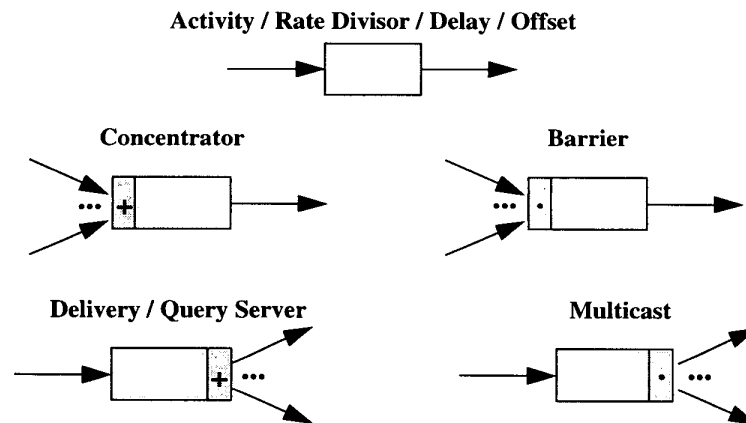 Activity / Rate Divisor / Delay / Offset
Concentrator
Barrier
... +
... ·
Delivery / Query Server
Multicast
+ ...
· ...